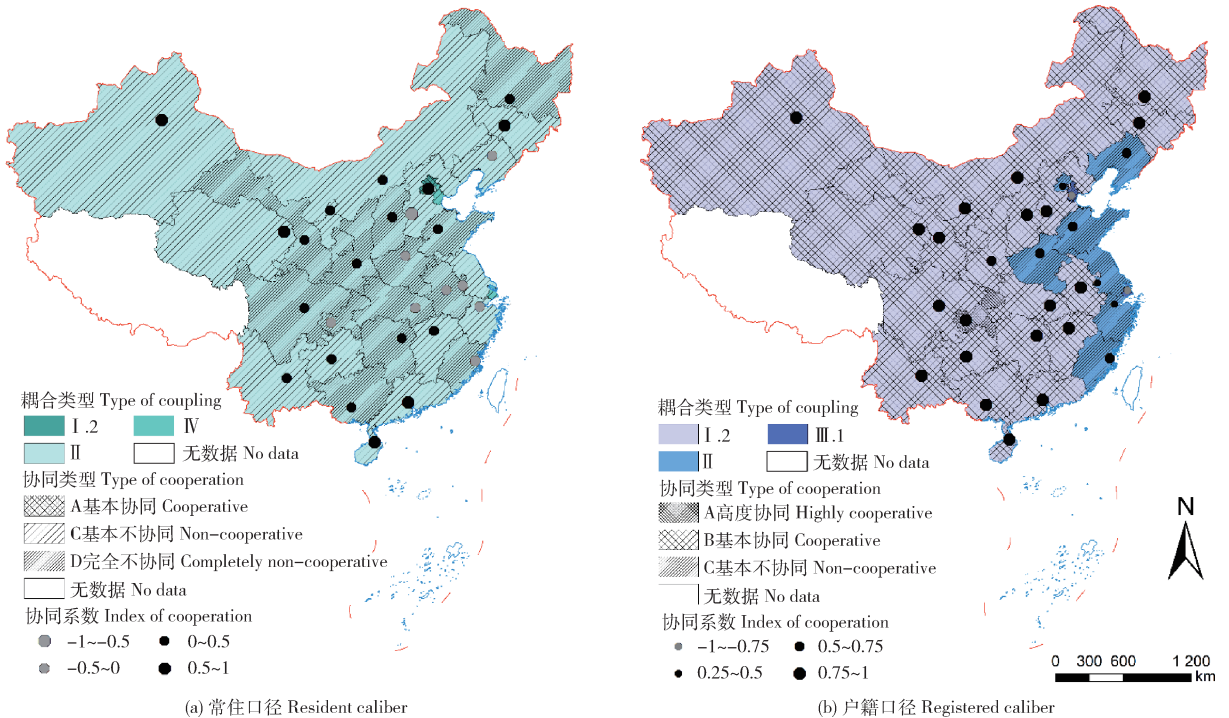 耦合类型 Type of coupling
Ⅰ.2
Ⅳ
Ⅱ
无数据 No data
协同类型 Type of cooperation
A基本协同 Cooperative
C基本不协同 Non-cooperative
D完全不协同 Completely non-cooperative
无数据 No data
协同系数 Index of cooperation
-1~-0.5
0~0.5
-0.5~0
0.5~1
(a) 常住口径 Resident caliber
耦合类型 Type of coupling
Ⅰ.2
Ⅲ.1
Ⅱ
无数据 No data
协同类型 Type of cooperation
A高度协同 Highly cooperative
B基本协同 Cooperative
C基本不协同 Non-cooperative
无数据 No data
协同系数 Index of cooperation
-1~-0.75
0.5~0.75
0.25~0.5
0.75~1
N
0 300 600 1 200
km
(b) 户籍口径 Registered caliber